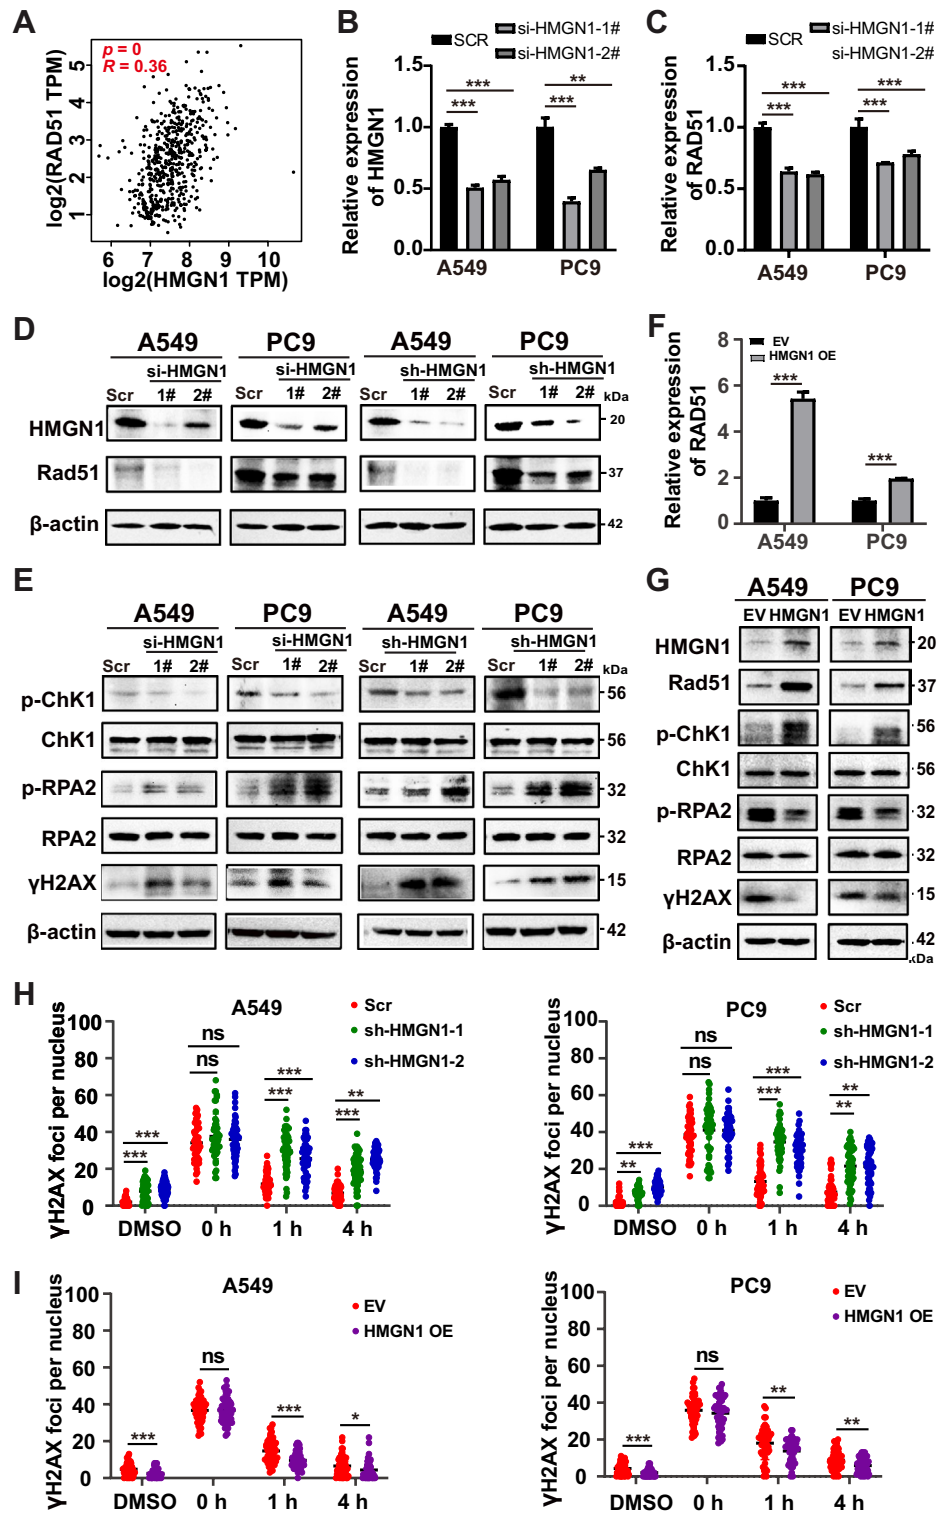 A
p = 0
R = 0.36
log2(RAD51 TPM)
5
4
3
2
1
6 7 8 9 10
log2(HMGN1 TPM)
B
SCR
si-HMGN1-1#
si-HMGN1-2#
Relative expression
of HMGN1
1.5
1.0
0.5
0.0
*** *** *** **
A549 PC9
C
SCR
si-HMGN1-1#
si-HMGN1-2#
Relative expression
of RAD51
1.5
1.0
0.5
0.0
*** *** *** ***
A549 PC9
D
A549 PC9 A549 PC9
si-HMGN1 si-HMGN1 sh-HMGN1 sh-HMGN1
Scr 1# 2# Scr 1# 2# Scr 1# 2# Scr 1# 2# kDa
HMGN1 20
Rad51 37
β-actin 42
F
EV
HMGN1 OE
Relative expression
of RAD51
8
6
4
2
0
*** ***
A549 PC9
E
A549 PC9 A549 PC9
si-HMGN1 si-HMGN1 sh-HMGN1 sh-HMGN1
Scr 1# 2# Scr 1# 2# Scr 1# 2# Scr 1# 2# kDa
p-ChK1 56
ChK1 56
p-RPA2 32
RPA2 32
γH2AX 15
β-actin 42
G
A549 PC9
EV HMGN1 EV HMGN1
HMGN1 20
Rad51 37
p-ChK1 56
ChK1 56
p-RPA2 32
RPA2 32
γH2AX 15
β-actin 42
kDa
H
A549
Scr
sh-HMGN1-1
sh-HMGN1-2
γH2AX foci per nucleus
100
80
60
40
20
0
*** *** ns ns *** *** *** **
DMSO 0 h 1 h 4 h
PC9
Scr
sh-HMGN1-1
sh-HMGN1-2
γH2AX foci per nucleus
100
80
60
40
20
0
** *** ns ns *** *** ** **
DMSO 0 h 1 h 4 h
I
A549
EV
HMGN1 OE
γH2AX foci per nucleus
100
80
60
40
20
0
*** ns *** *
DMSO 0 h 1 h 4 h
PC9
EV
HMGN1 OE
γH2AX foci per nucleus
100
80
60
40
20
0
*** ns ** **
DMSO 0 h 1 h 4 h